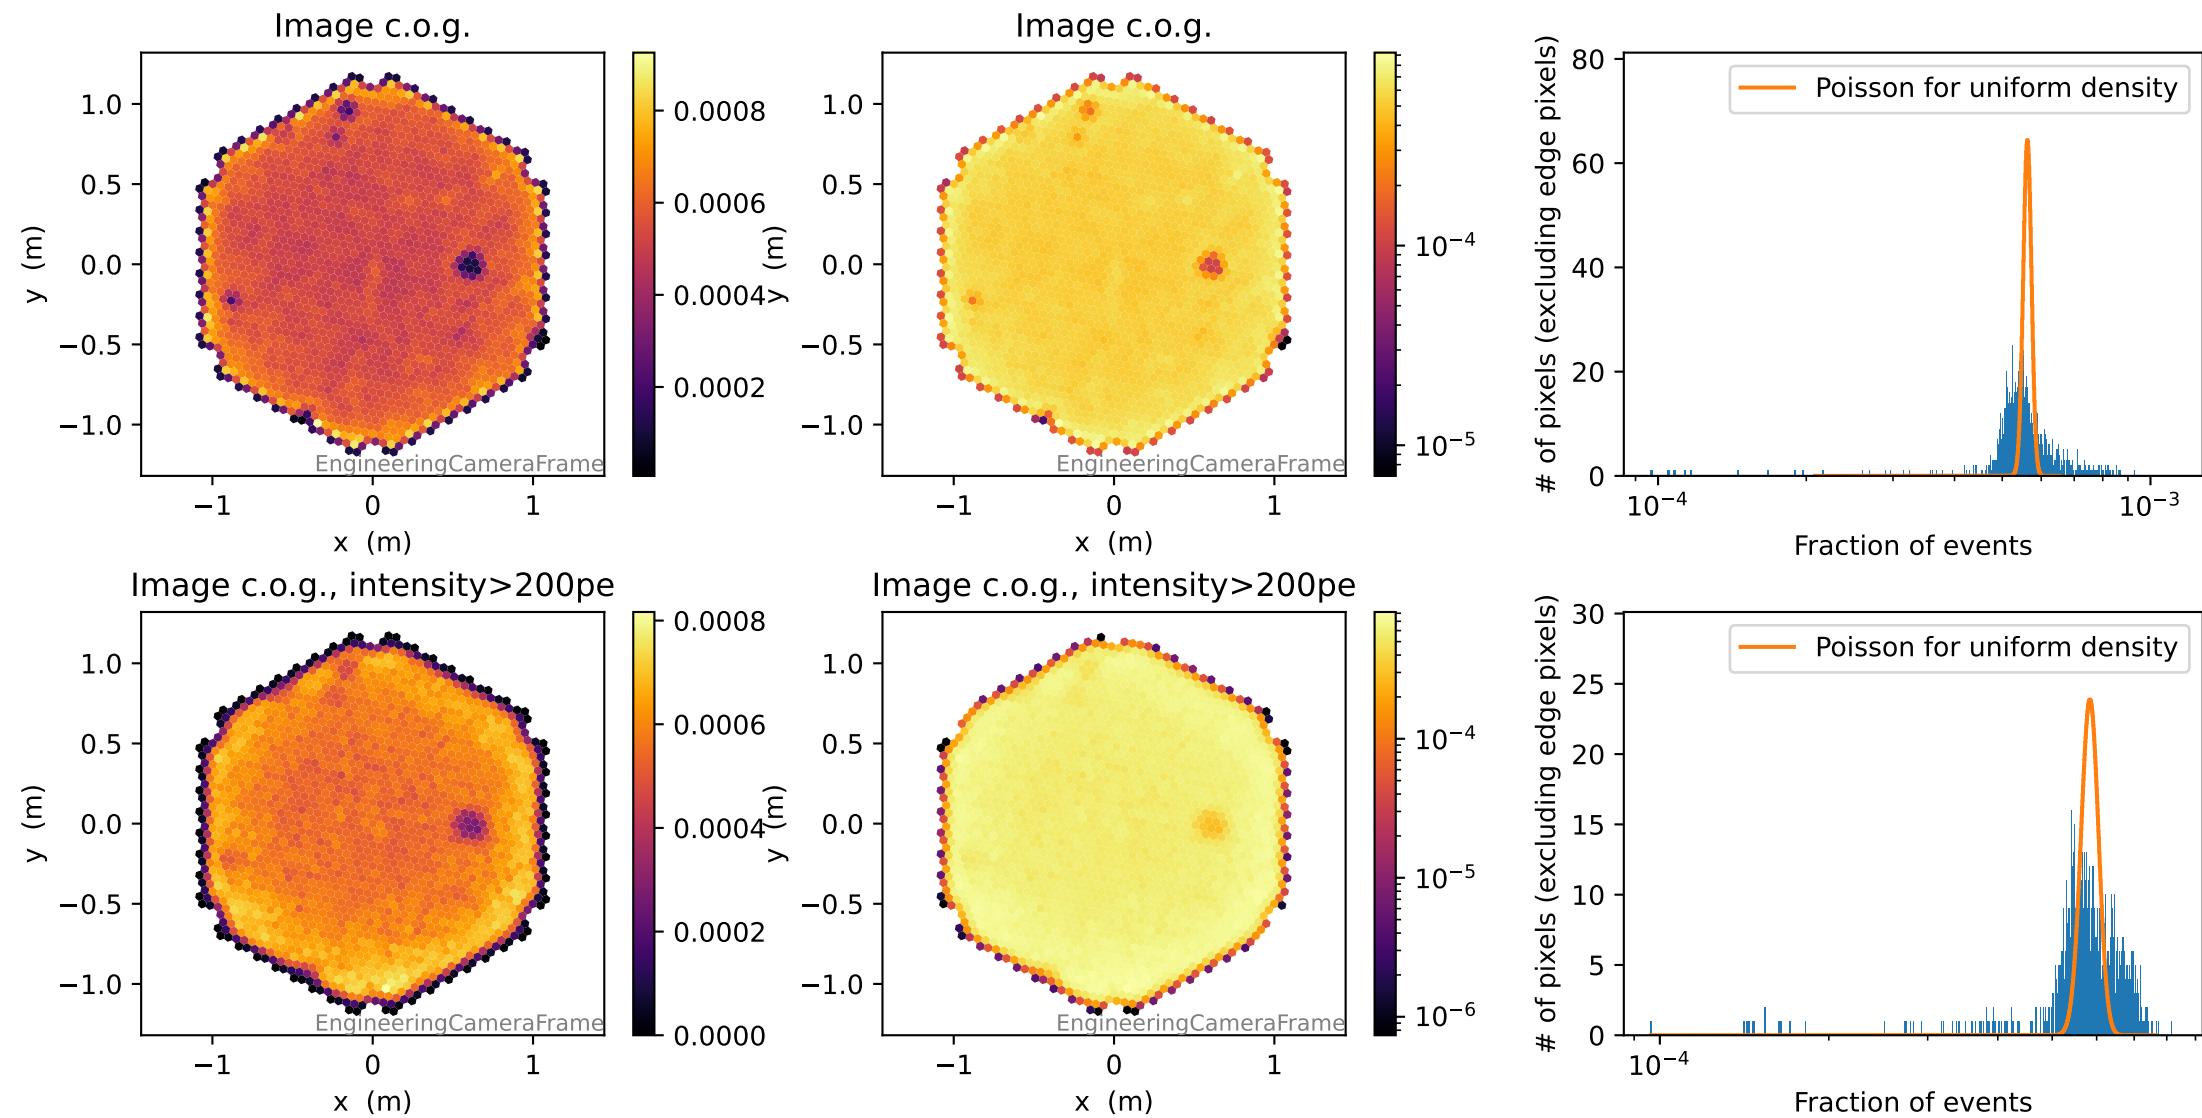 Image c.o.g.
1.0
0.5
0.0
−0.5
−1.0
y (m)
−1
0
1
x (m)
EngineeringCameraFrame
0.0008
0.0006
0.0004
0.0002
Image c.o.g.
1.0
0.5
0.0
−0.5
−1.0
y (m)
−1
0
1
x (m)
EngineeringCameraFrame
10⁻⁴
10⁻⁵
# of pixels (excluding edge pixels)
80
60
40
20
0
Poisson for uniform density
10⁻⁴
10⁻³
Fraction of events
Image c.o.g., intensity>200pe
1.0
0.5
0.0
−0.5
−1.0
y (m)
−1
0
1
x (m)
EngineeringCameraFrame
0.0008
0.0006
0.0004
0.0002
0.0000
Image c.o.g., intensity>200pe
1.0
0.5
0.0
−0.5
−1.0
y (m)
−1
0
1
x (m)
EngineeringCameraFrame
10⁻⁴
10⁻⁵
10⁻⁶
# of pixels (excluding edge pixels)
30
25
20
15
10
5
0
Poisson for uniform density
10⁻⁴
Fraction of events